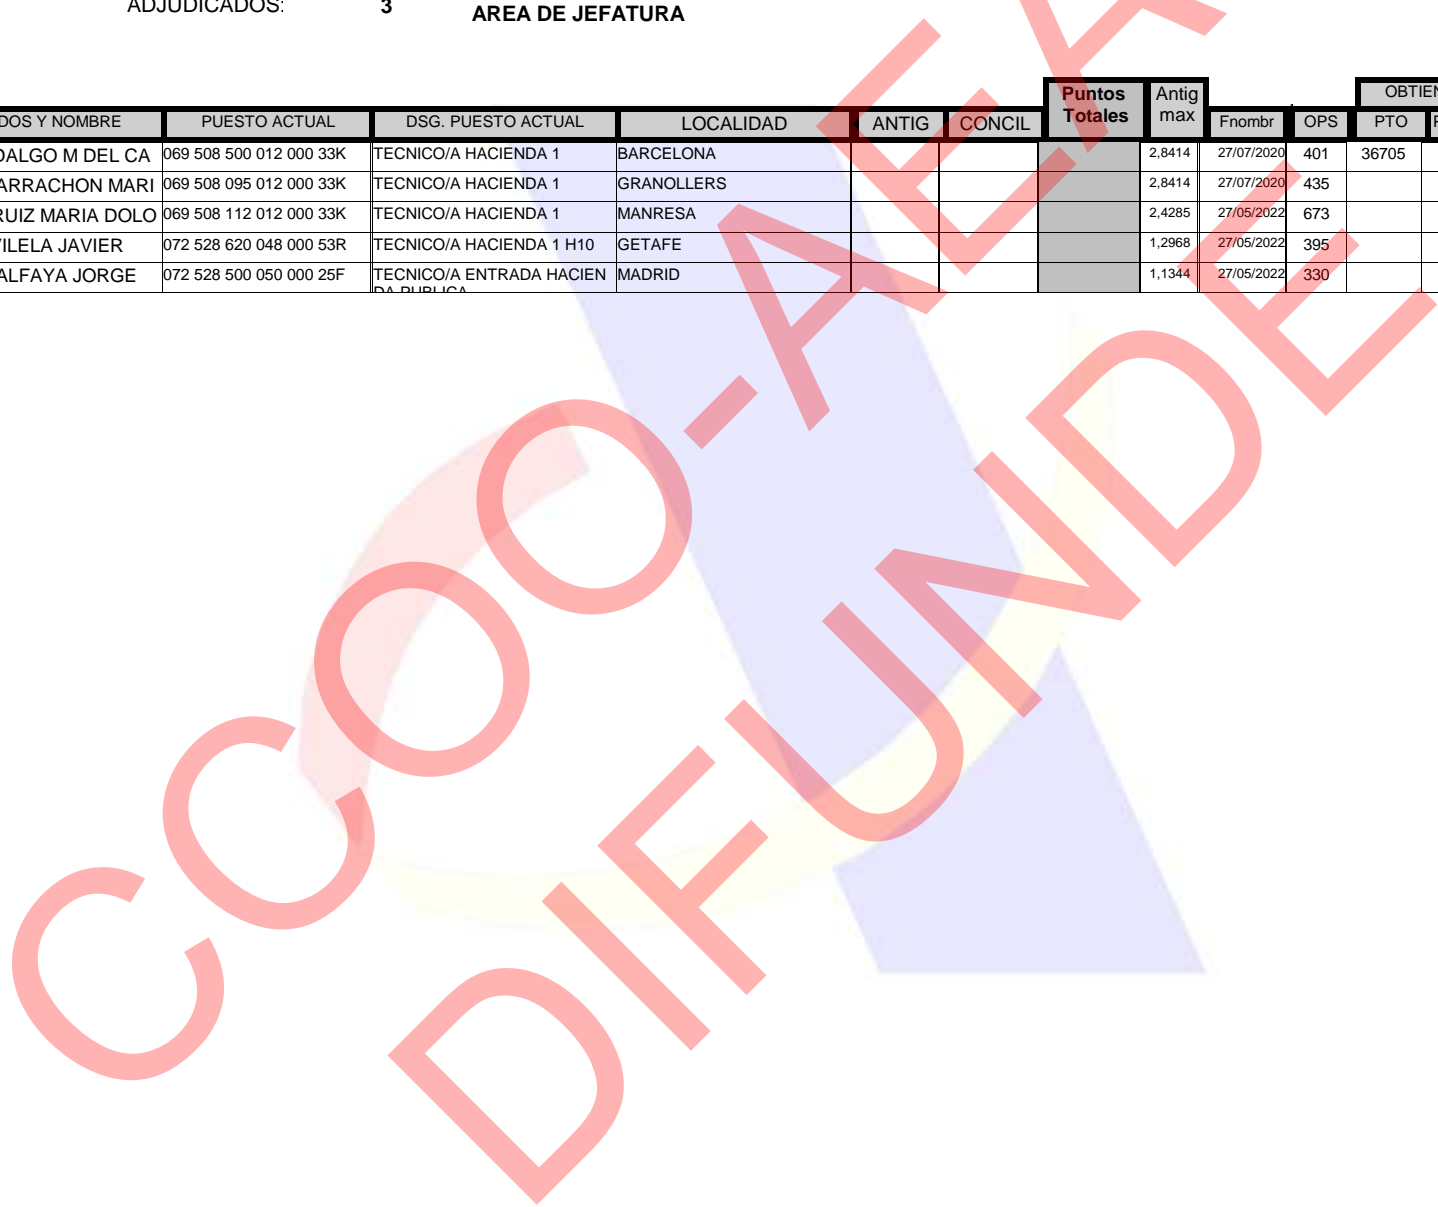 ADJUDICADOS: 3 AREA DE JEFATURA
Puntos Totales Antig max OBTIEN
DOS Y NOMBRE PUESTO ACTUAL DSG. PUESTO ACTUAL LOCALIDAD ANTIG CONCIL Fnombr OPS PTO
DALGO M DEL CA 069 508 500 012 000 33K TECNICO/A HACIENDA 1 BARCELONA 2,8414 27/07/2020 401 36705
ARRACHON MARI 069 508 095 012 000 33K TECNICO/A HACIENDA 1 GRANOLLERS 2,8414 27/07/2020 435
RUIZ MARIA DOLO 069 508 112 012 000 33K TECNICO/A HACIENDA 1 MANRESA 2,4285 27/05/2022 673
VILELA JAVIER 072 528 620 048 000 53R TECNICO/A HACIENDA 1 H10 GETAFE 1,2968 27/05/2022 395
ALFAYA JORGE 072 528 500 050 000 25F TECNICO/A ENTRADA HACIEN MADRID 1,1344 27/05/2022 330
DA PUBLICA
CCOO-AEA
DIFUNDE